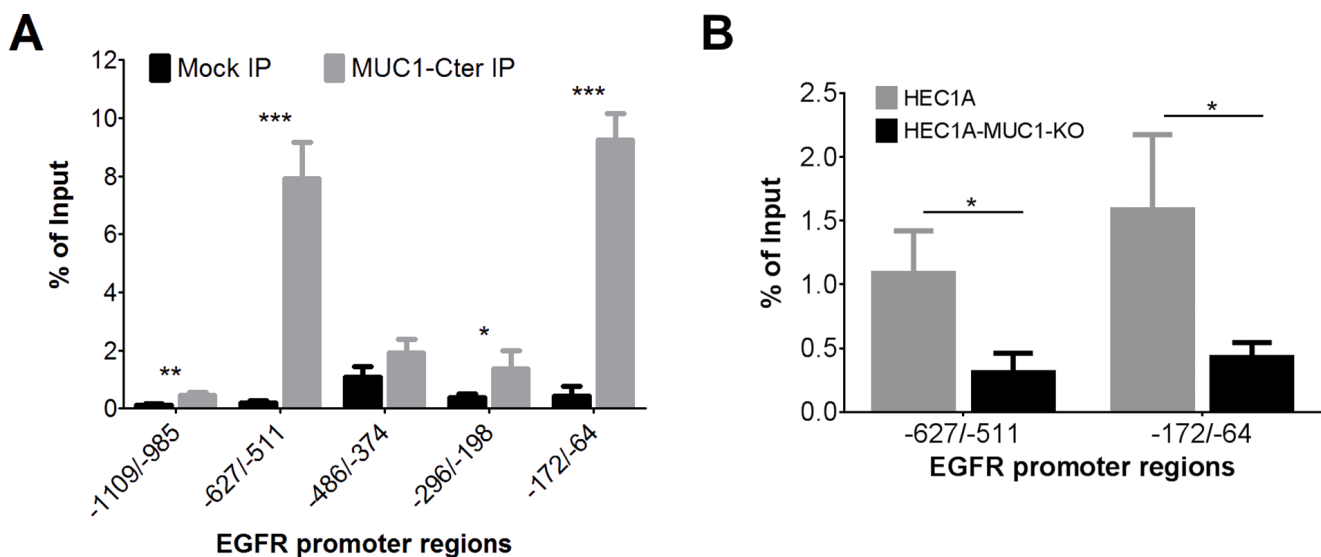 A
Mock IP
MUC1-Cter IP
% of Input
12
10
8
6
4
2
0
**
***
*
***
-1109/-985
-627/-511
-486/-374
-296/-198
-172/-64
EGFR promoter regions
B
HEC1A
HEC1A-MUC1-KO
% of Input
2.5
2.0
1.5
1.0
0.5
0.0
*
*
-627/-511
-172/-64
EGFR promoter regions